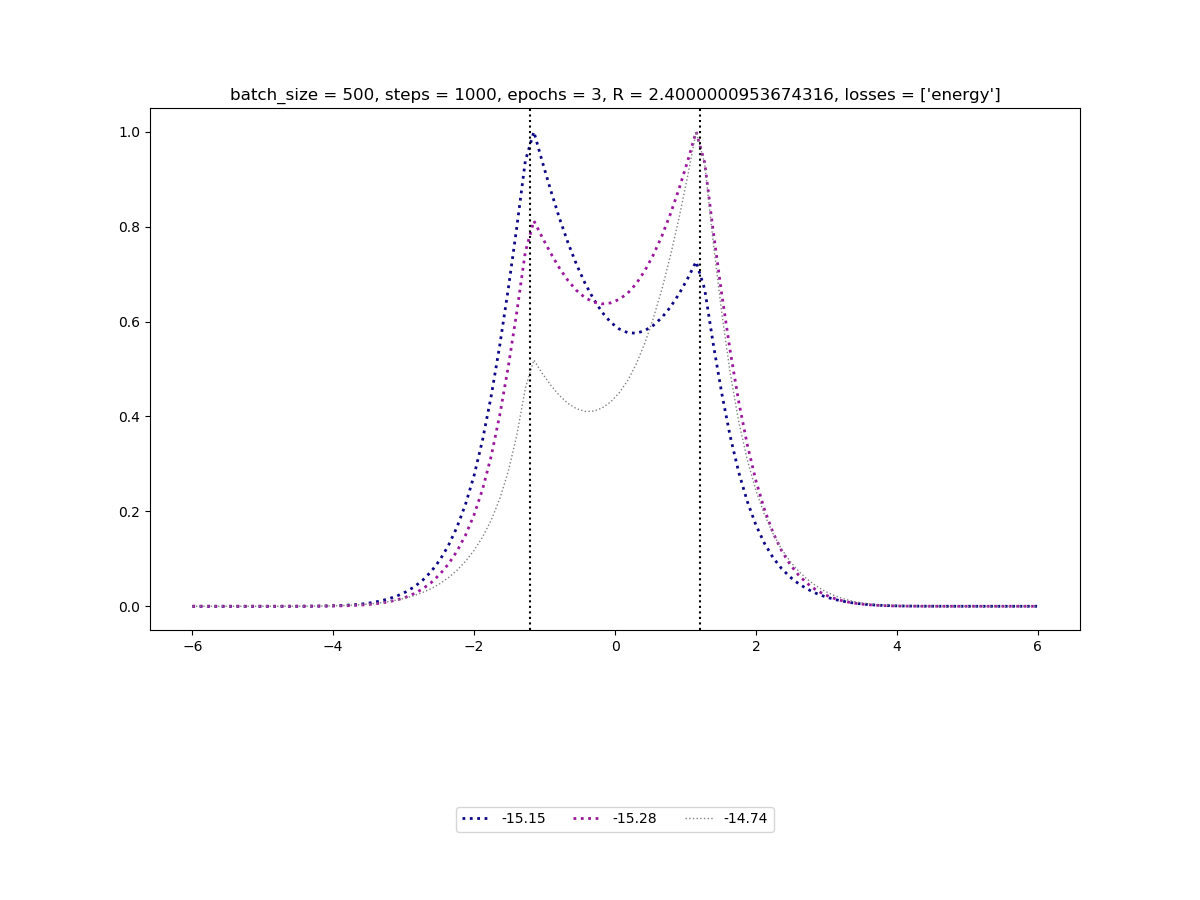 batch_size = 500, steps = 1000, epochs = 3, R = 2.4000000953674316, losses = ['energy']
1.0
0.8
0.6
0.4
0.2
0.0
−6 −4 −2 0 2 4 6
-15.15 -15.28 -14.74